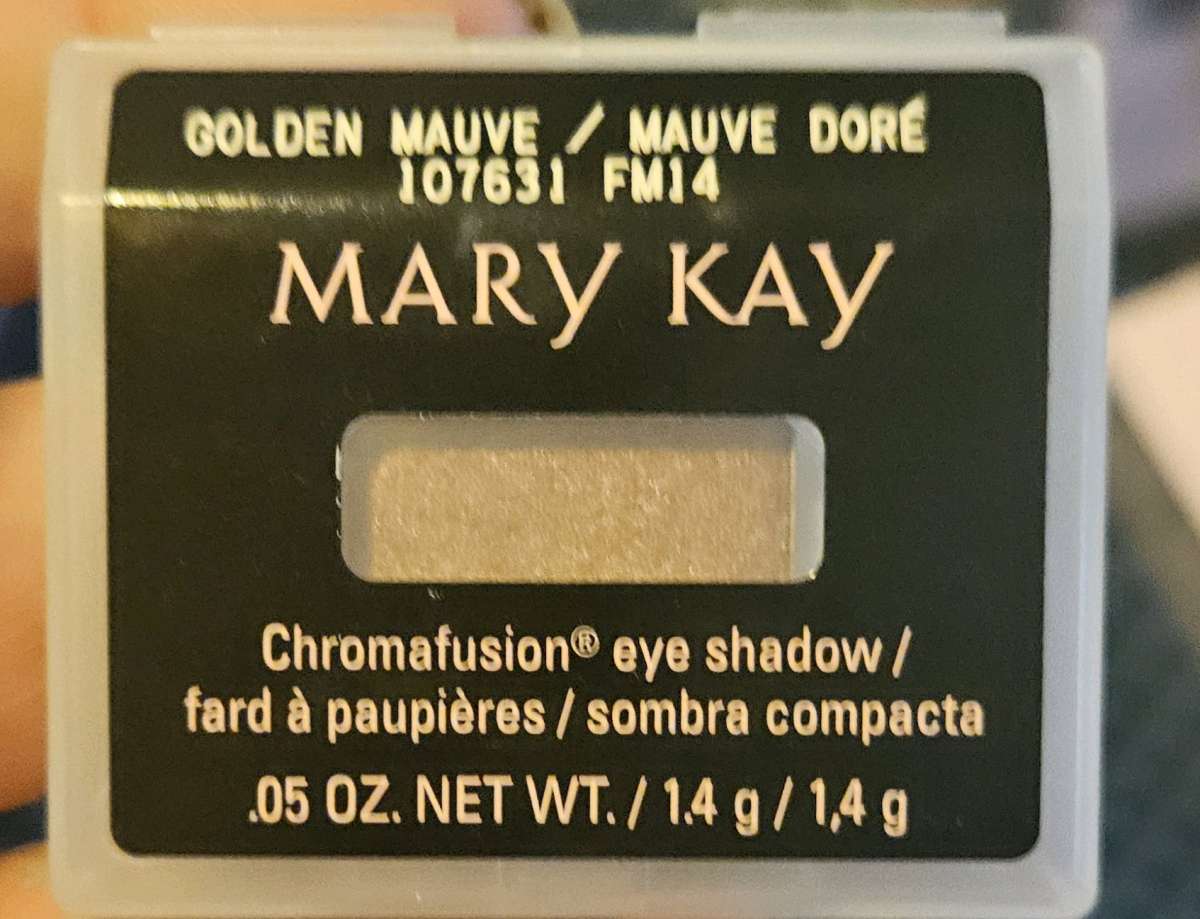 GOLDEN MAUVE / MAUVE DORÉ
107631 FM14
MARY KAY
Chromafusion® eye shadow /
fard à paupières / sombra compacta
.05 OZ. NET WT. / 1.4 g / 1,4 g